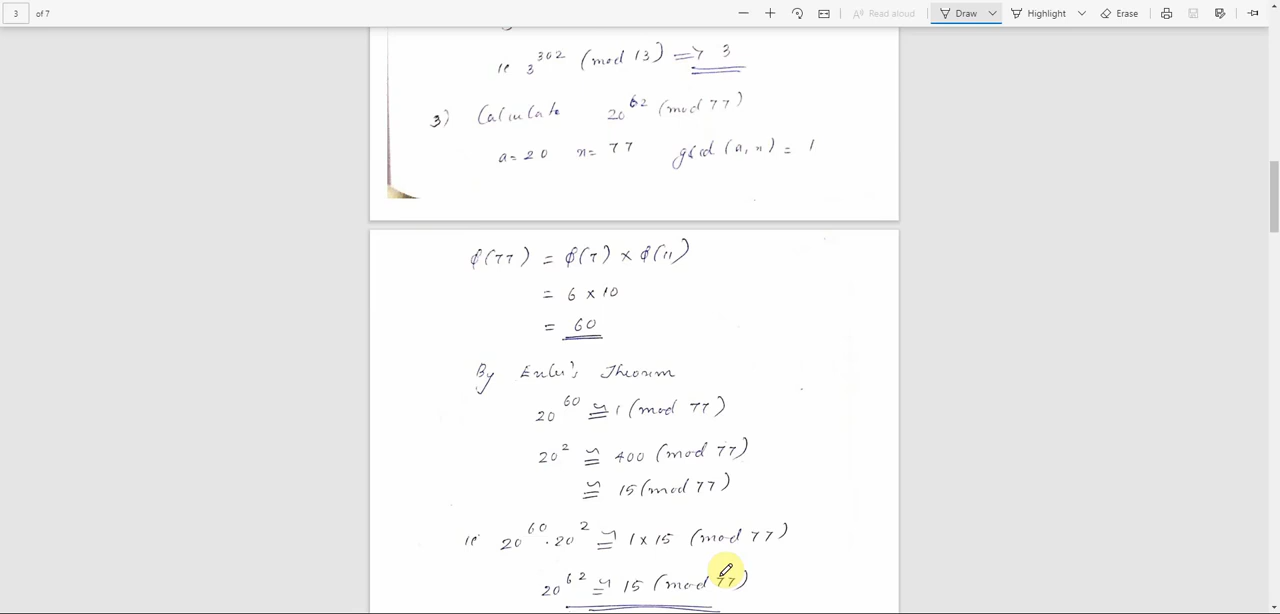 3 of 7 Read aloud Draw Highlight Erase
ie 3^302 (mod 13) => 3
3) Calculate 20^62 (mod 77)
a=20 n= 77 gcd (a, n) = 1
φ(77) = φ(7) × φ(11)
= 6 × 10
= 60
By Euler's Theorem
20^60 ≅ 1 (mod 77)
20^2 ≅ 400 (mod 77)
≅ 15 (mod 77)
ie 20^60 . 20^2 ≅ 1 × 15 (mod 77)
20^62 ≅ 15 (mod 77)